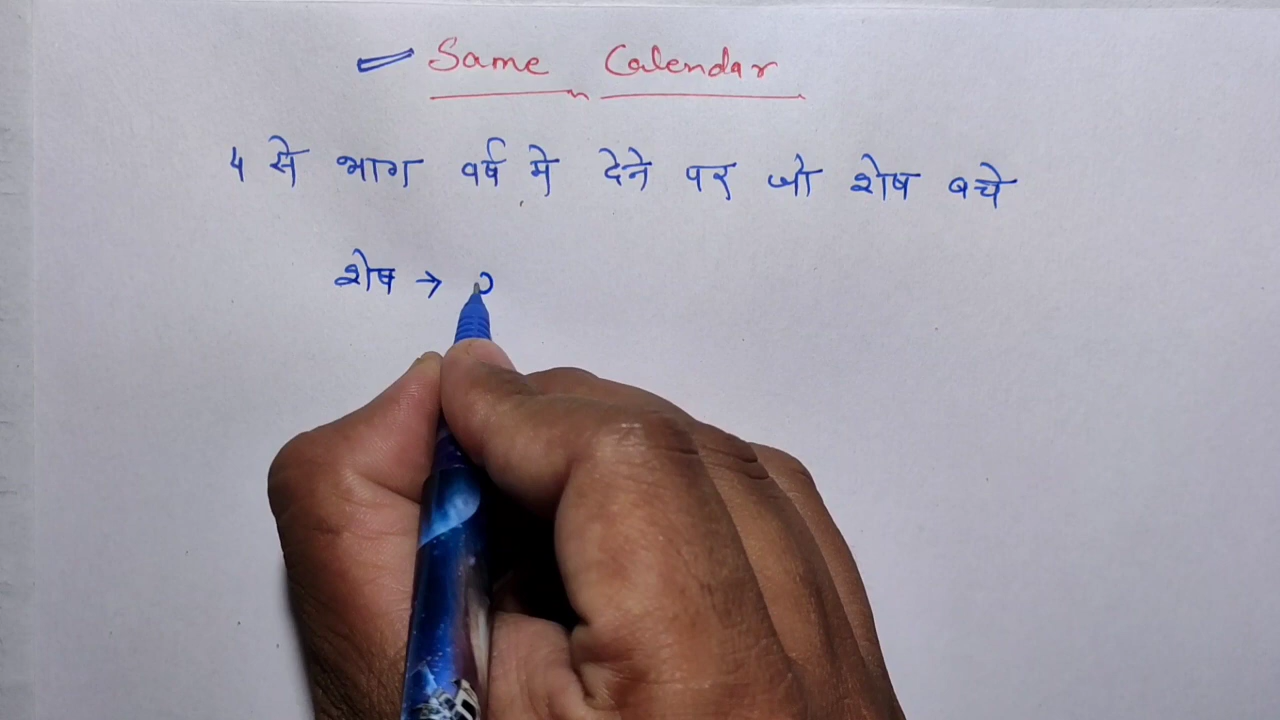 Same Calendar
4 से भाग वर्ष मे देने पर जो शेष बचे
शेष →